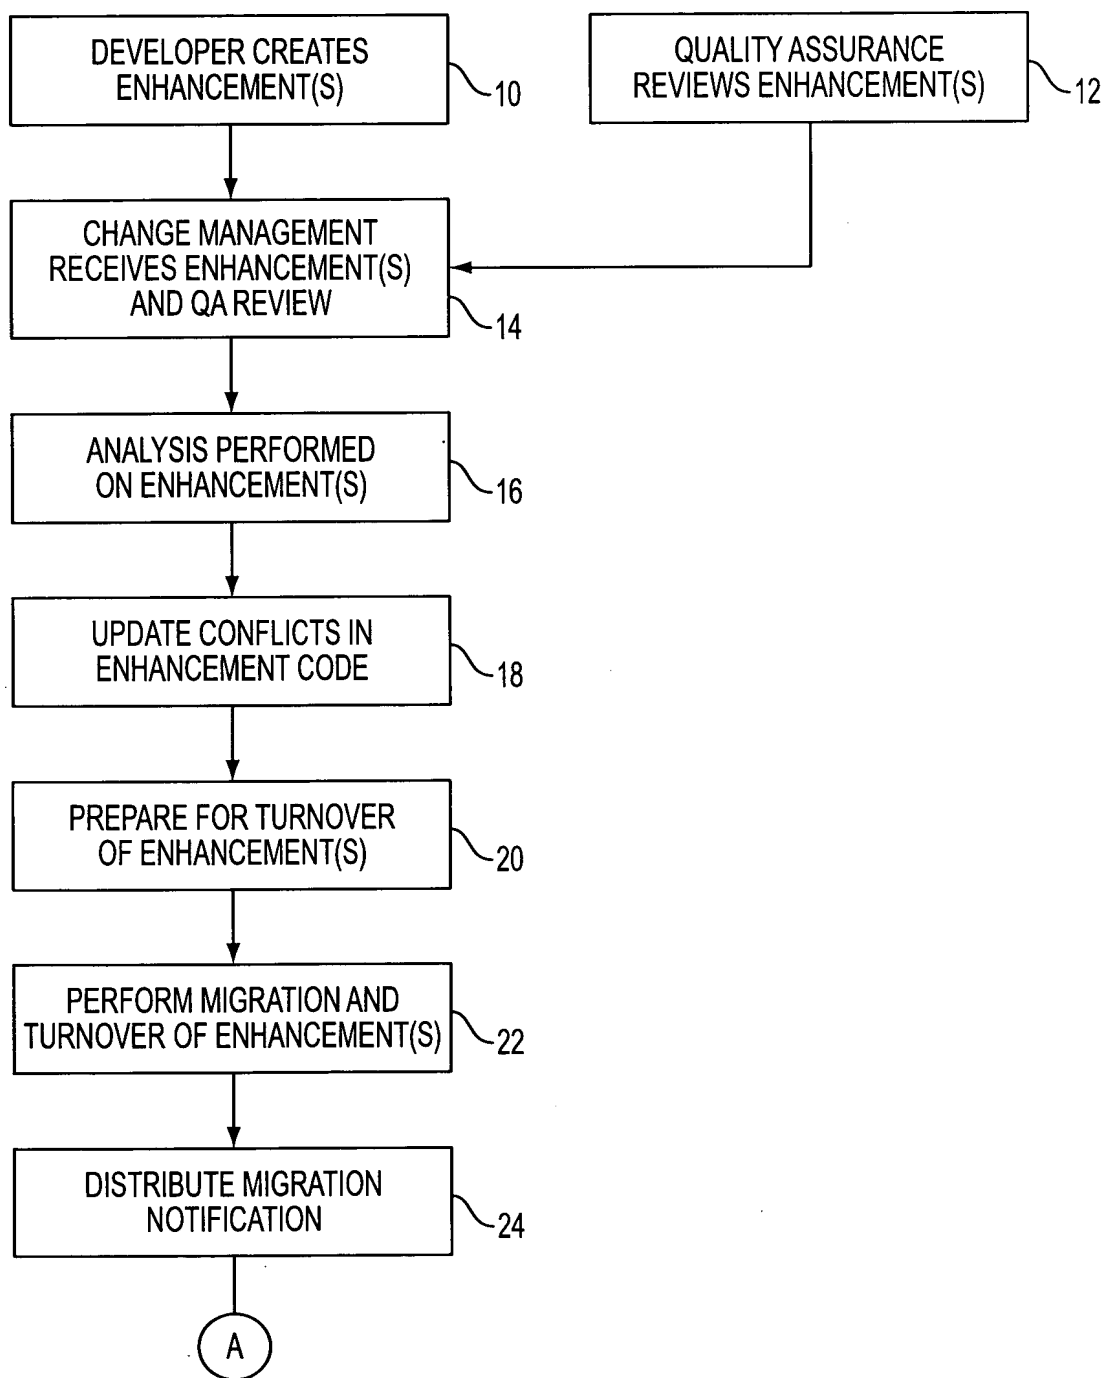 DEVELOPER CREATES
ENHANCEMENT(S)
10
QUALITY ASSURANCE
REVIEWS ENHANCEMENT(S)
12
CHANGE MANAGEMENT
RECEIVES ENHANCEMENT(S)
AND QA REVIEW
14
ANALYSIS PERFORMED
ON ENHANCEMENT(S)
16
UPDATE CONFLICTS IN
ENHANCEMENT CODE
18
PREPARE FOR TURNOVER
OF ENHANCEMENT(S)
20
PERFORM MIGRATION AND
TURNOVER OF ENHANCEMENT(S)
22
DISTRIBUTE MIGRATION
NOTIFICATION
24
A